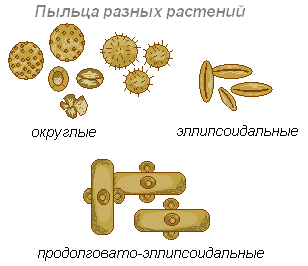 Пыльца разных растений
округлые
эллипсоидальные
продолговато-эллипсоидальные